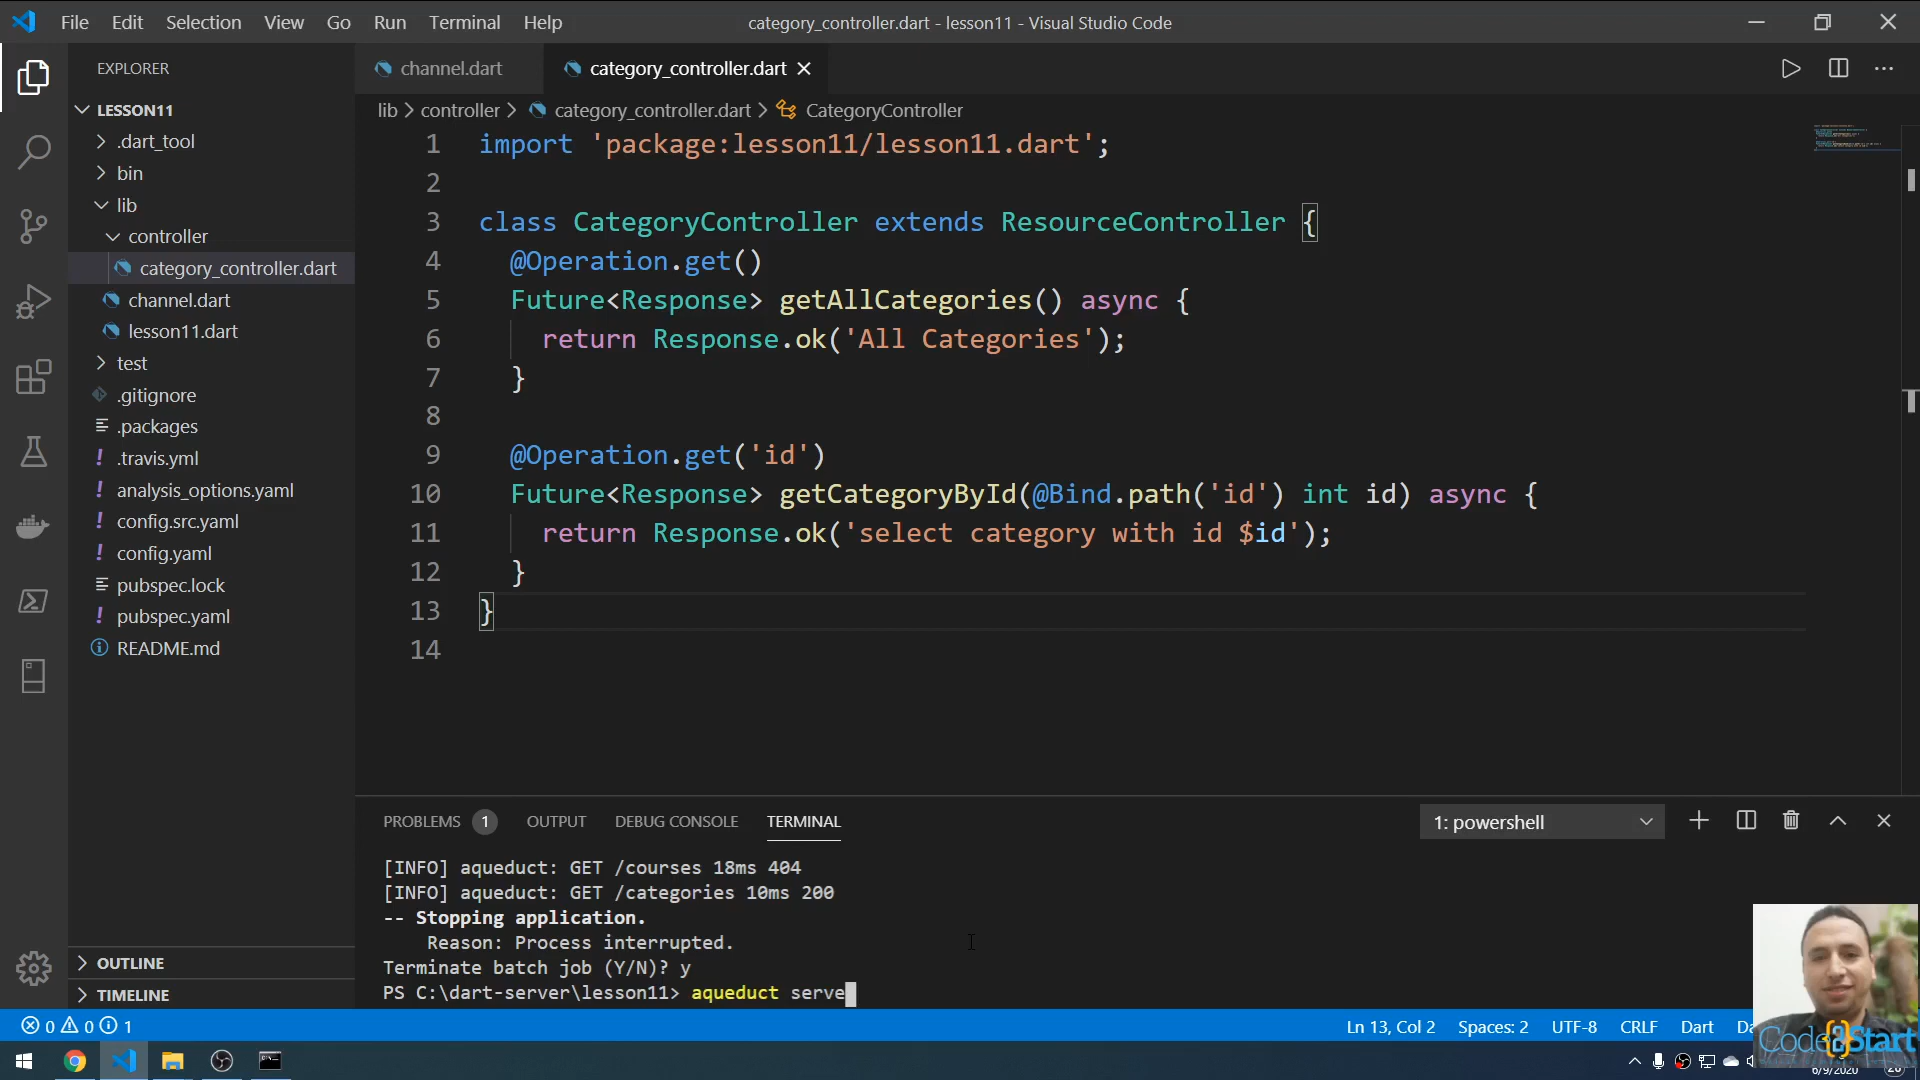 File Edit Selection View Go Run Terminal Help
category_controller.dart - lesson11 - Visual Studio Code
EXPLORER
LESSON11
.dart_tool
bin
lib
controller
category_controller.dart
channel.dart
lesson11.dart
test
.gitignore
.packages
.travis.yml
analysis_options.yaml
config.src.yaml
config.yaml
pubspec.lock
pubspec.yaml
README.md
OUTLINE
TIMELINE
channel.dart
category_controller.dart
lib > controller > category_controller.dart > CategoryController
1 import 'package:lesson11/lesson11.dart';
2
3 class CategoryController extends ResourceController {
4 @Operation.get()
5 Future<Response> getAllCategories() async {
6 return Response.ok('All Categories');
7 }
8
9 @Operation.get('id')
10 Future<Response> getCategoryById(@Bind.path('id') int id) async {
11 return Response.ok('select category with id $id');
12 }
13 }
14
PROBLEMS 1 OUTPUT DEBUG CONSOLE TERMINAL
1: powershell
[INFO] aqueduct: GET /courses 18ms 404
[INFO] aqueduct: GET /categories 10ms 200
-- Stopping application.
Reason: Process interrupted.
Terminate batch job (Y/N)? y
PS C:\dart-server\lesson11> aqueduct serve
0 0 1
Ln 13, Col 2 Spaces: 2 UTF-8 CRLF Dart
Code{2}Start
6/9/2020